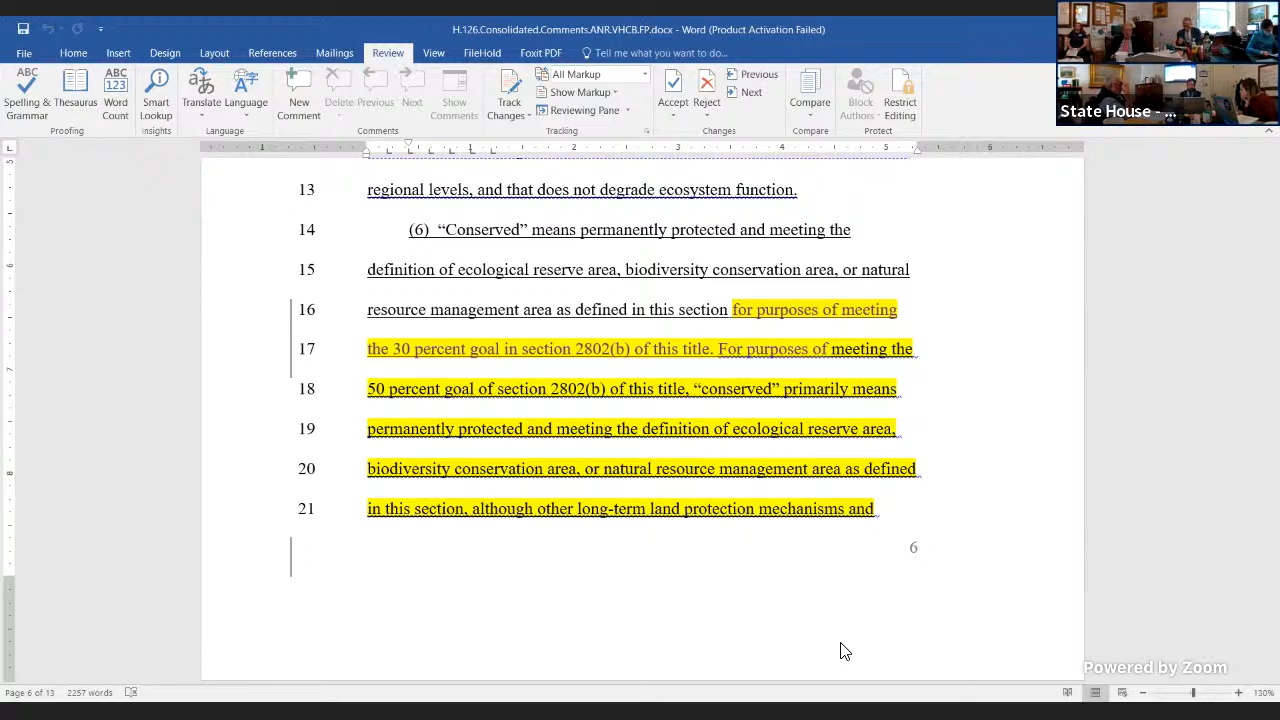 H.126.Consolidated.Comments.ANR.VHCB.FP.docx - Word (Product Activation Failed)
File Home Insert Design Layout References Mailings Review View FileHold Foxit PDF Tell me what you want to do...
Spelling & Grammar
Thesaurus
Word Count
Proofing
Smart Lookup
Insights
Translate
Language
Language
New Comment
Delete
Previous
Next
Show Comments
Comments
Track Changes
All Markup
Show Markup
Reviewing Pane
Tracking
Accept
Reject
Previous
Next
Changes
Compare
Compare
Block Authors
Restrict Editing
Protect
State House - ...
1 1 2 3 4 5 6
13 regional levels, and that does not degrade ecosystem function.
14 (6) “Conserved” means permanently protected and meeting the
15 definition of ecological reserve area, biodiversity conservation area, or natural
16 resource management area as defined in this section for purposes of meeting
17 the 30 percent goal in section 2802(b) of this title. For purposes of meeting the
18 50 percent goal of section 2802(b) of this title, “conserved” primarily means
19 permanently protected and meeting the definition of ecological reserve area,
20 biodiversity conservation area, or natural resource management area as defined
21 in this section, although other long-term land protection mechanisms and
6
Powered by Zoom
Page 6 of 13 2257 words
130%